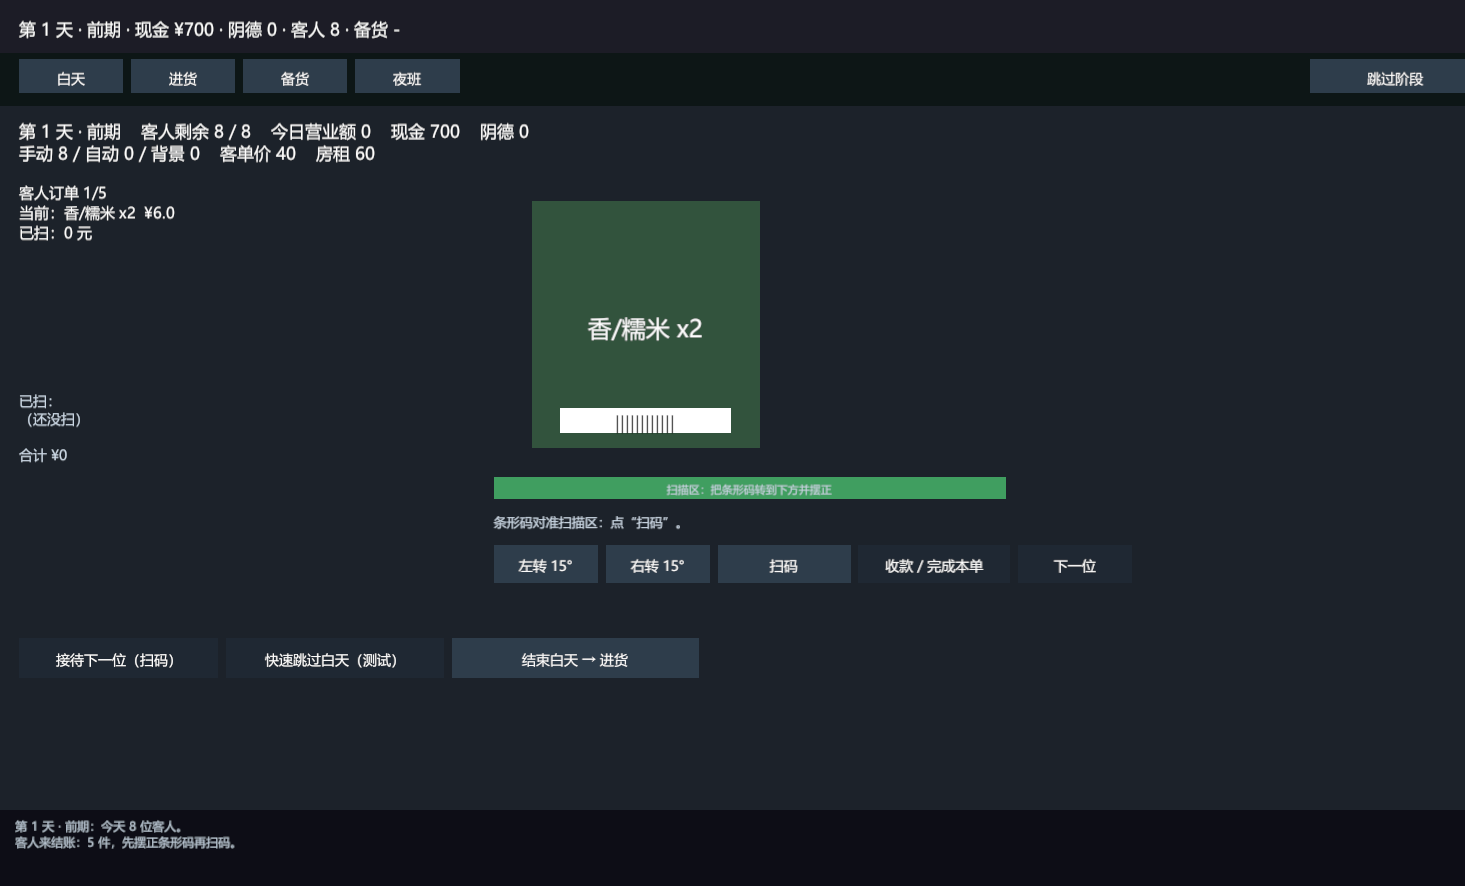 第 1 天 · 前期 · 现金 ¥700 · 阴德 0 · 客人 8 · 备货 -
白天 进货 备货 夜班 跳过阶段
第 1 天 · 前期 客人剩余 8 / 8 今日营业额 0 现金 700 阴德 0
手动 8 / 自动 0 / 背景 0 客单价 40 房租 60
客人订单 1/5
当前：香/糯米 x2 ¥6.0
已扫：0 元
香/糯米 x2
||||||||||||
已扫：
（还没扫）
合计 ¥0
扫描区：把条形码转到下方并摆正
条形码对准扫描区：点“扫码”。
左转 15° 右转 15° 扫码 收款 / 完成本单 下一位
接待下一位（扫码） 快速跳过白天（测试） 结束白天 → 进货
第 1 天 · 前期：今天 8 位客人。
客人来结账：5 件，先摆正条形码再扫码。